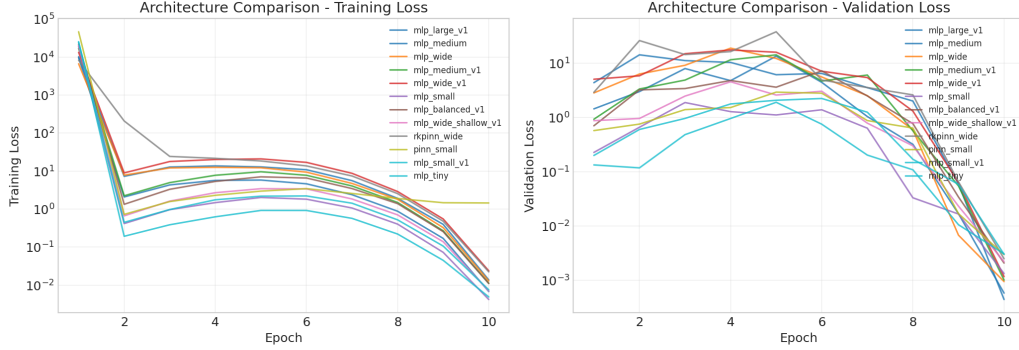 Architecture Comparison - Training Loss
Training Loss
10^5
10^4
10^3
10^2
10^1
10^0
10^−1
10^−2
2
4
6
8
10
Epoch
mlp_large_v1
mlp_medium
mlp_wide
mlp_medium_v1
mlp_wide_v1
mlp_small
mlp_balanced_v1
mlp_wide_shallow_v1
rkpinn_wide
pinn_small
mlp_small_v1
mlp_tiny
Architecture Comparison - Validation Loss
Validation Loss
10^1
10^0
10^−1
10^−2
10^−3
2
4
6
8
10
Epoch
mlp_large_v1
mlp_medium
mlp_wide
mlp_medium_v1
mlp_wide_v1
mlp_small
mlp_balanced_v1
mlp_wide_shallow_v1
rkpinn_wide
pinn_small
mlp_small_v1
mlp_tiny